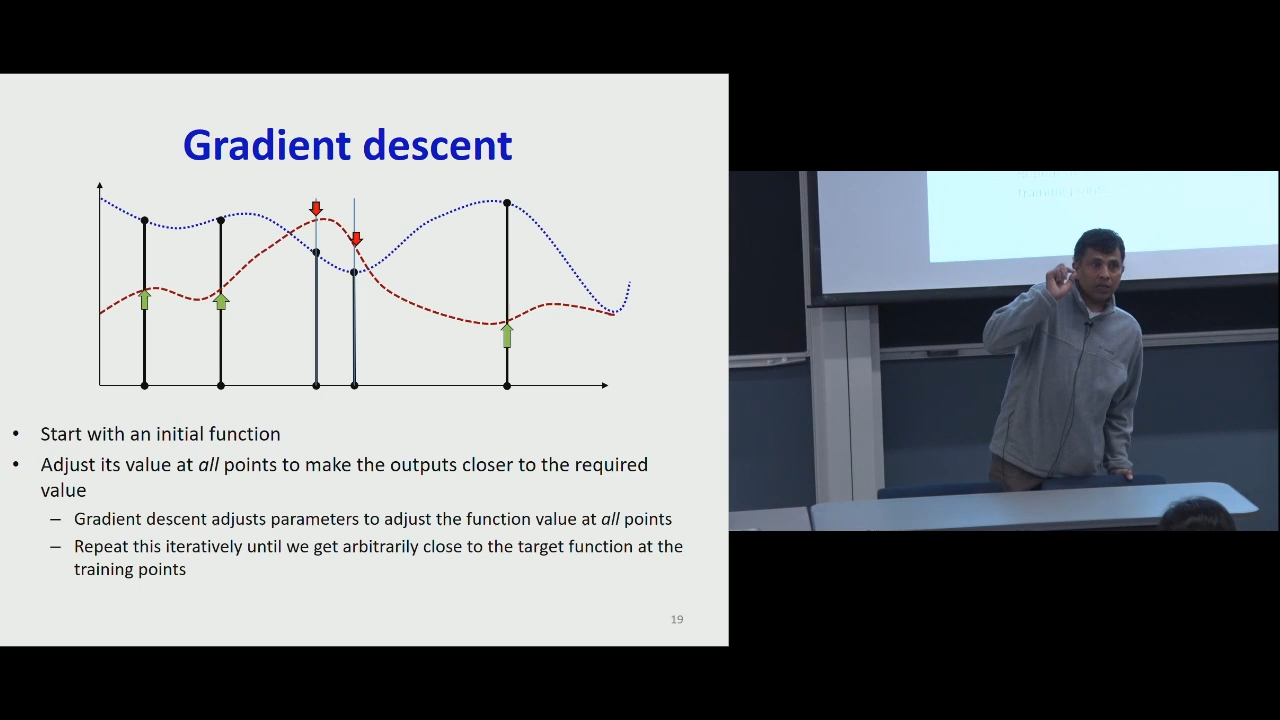 Gradient descent
• Start with an initial function
• Adjust its value at all points to make the outputs closer to the required
value
– Gradient descent adjusts parameters to adjust the function value at all points
– Repeat this iteratively until we get arbitrarily close to the target function at the
training points
19